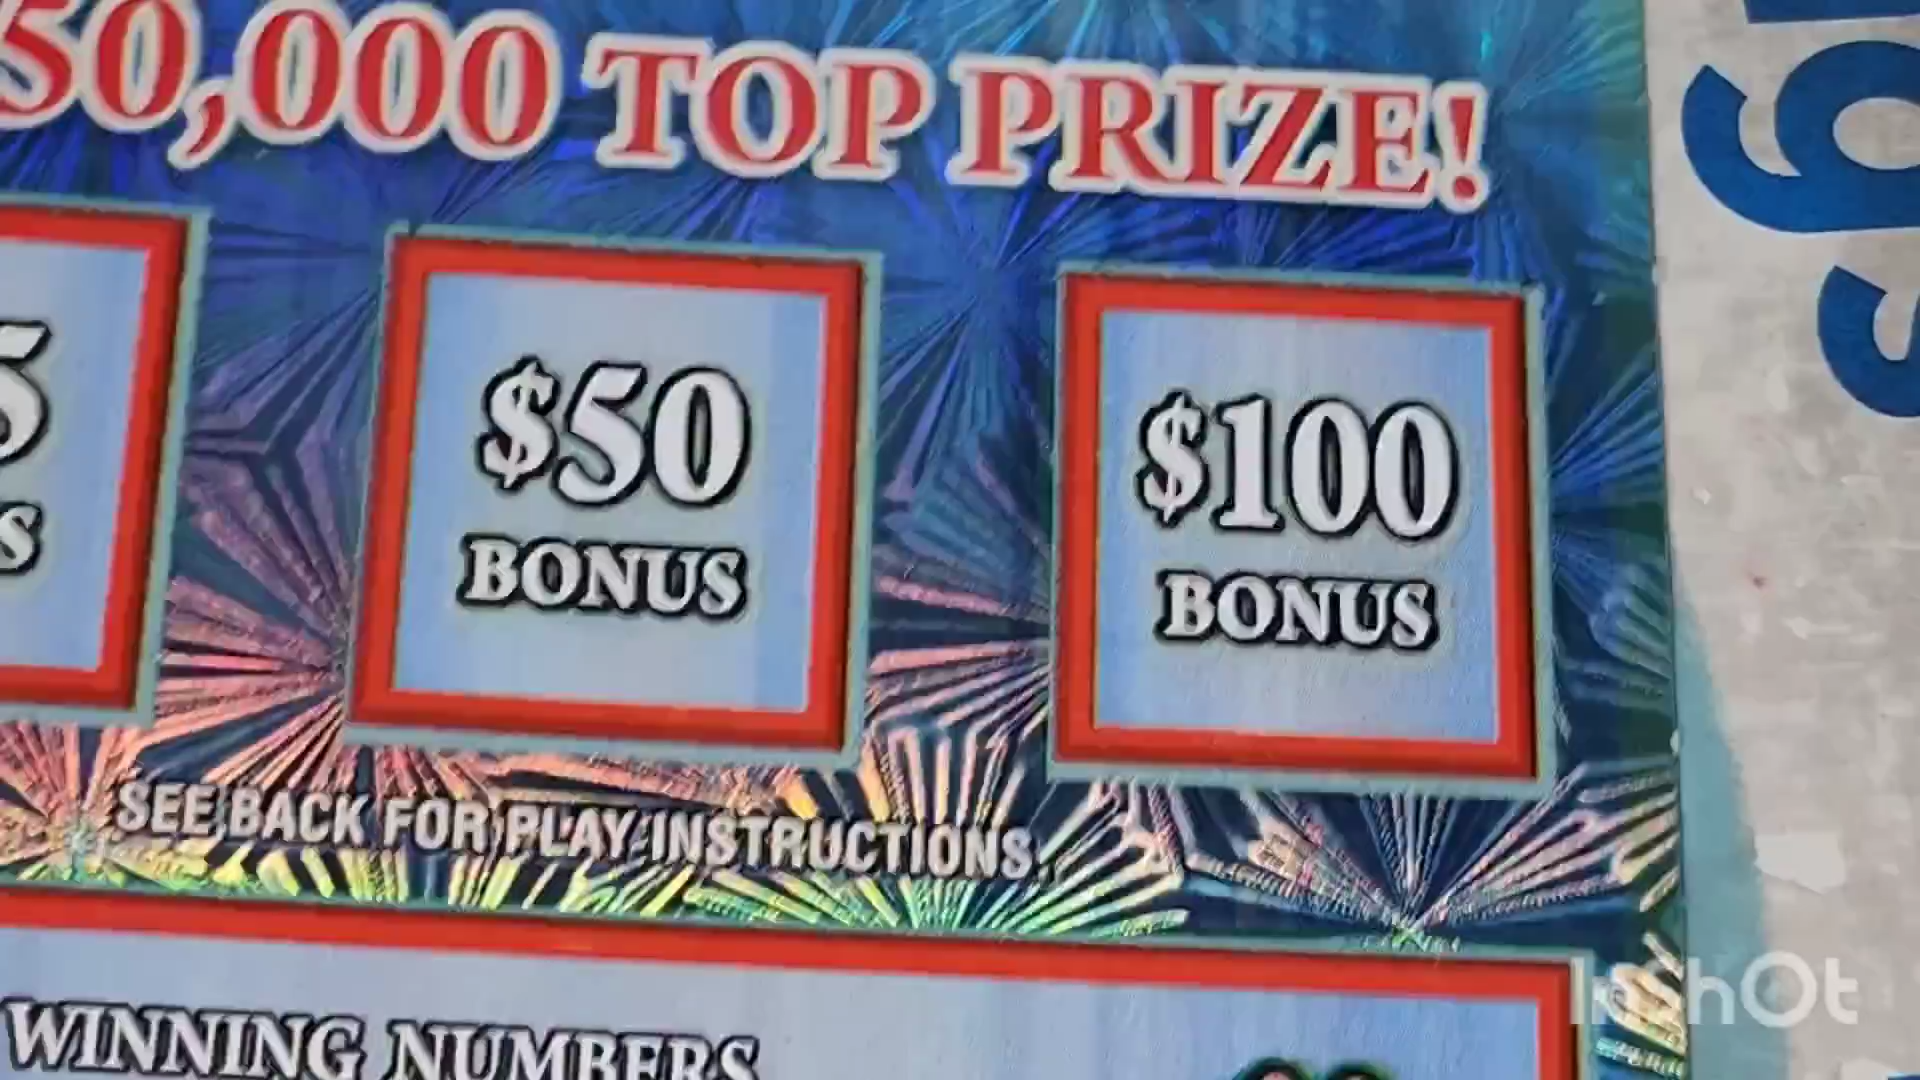 50,000 TOP PRIZE!
$50
BONUS
$100
BONUS
SEE BACK FOR PLAY INSTRUCTIONS.
WINNING NUMBERS
InShOt